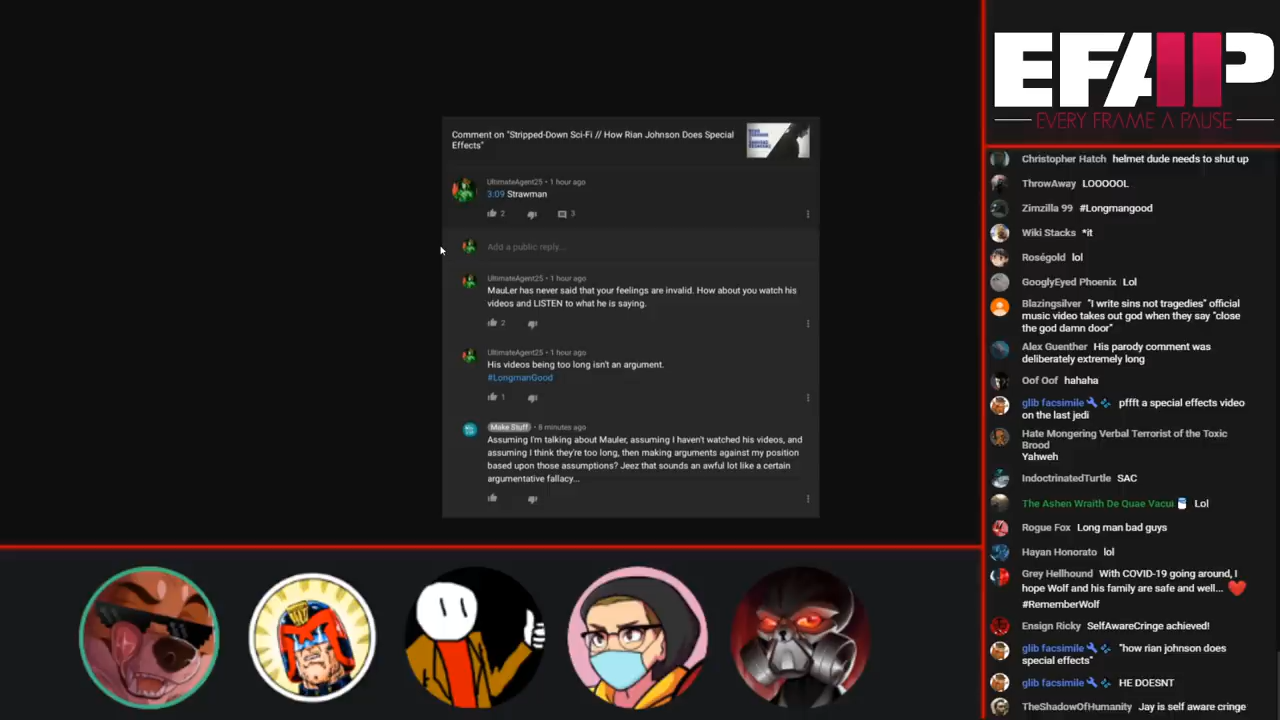 Comment on "Stripped-Down Sci-Fi // How Rian Johnson Does Special
Effects"
UltimateAgent25 • 1 hour ago
3:09 Strawman
2
3
Add a public reply...
UltimateAgent25 • 1 hour ago
MauLer has never said that your feelings are invalid. How about you watch his
videos and LISTEN to what he is saying.
2
UltimateAgent25 • 1 hour ago
His videos being too long isn't an argument.
#LongmanGood
1
Make Stuff • 8 minutes ago
Assuming I'm talking about Mauler, assuming I haven't watched his videos, and
assuming I think they're too long, then making arguments against my position
based upon those assumptions? Jeez that sounds an awful lot like a certain
argumentative fallacy...
EFAP
EVERY FRAME A PAUSE
Christopher Hatch helmet dude needs to shut up
ThrowAway LOOOOOL
Zimzilla 99 #Longmangood
Wiki Stacks *it
Roségold lol
GooglyEyed Phoenix Lol
Blazingsilver "I write sins not tragedies" official
music video takes out god when they say "close
the god damn door"
Alex Guenther His parody comment was
deliberately extremely long
Oof Oof hahaha
glib facsimile pffft a special effects video
on the last jedi
Hate Mongering Verbal Terrorist of the Toxic
Brood
Yahweh
IndoctrinatedTurtle SAC
The Ashen Wraith De Quae Vacui Lol
Rogue Fox Long man bad guys
Hayan Honorato lol
Grey Hellhound With COVID-19 going around, I
hope Wolf and his family are safe and well...
#RememberWolf
Ensign Ricky SelfAwareCringe achieved!
glib facsimile "how rian johnson does
special effects"
glib facsimile HE DOESNT
TheShadowOfHumanity Jay is self aware cringe